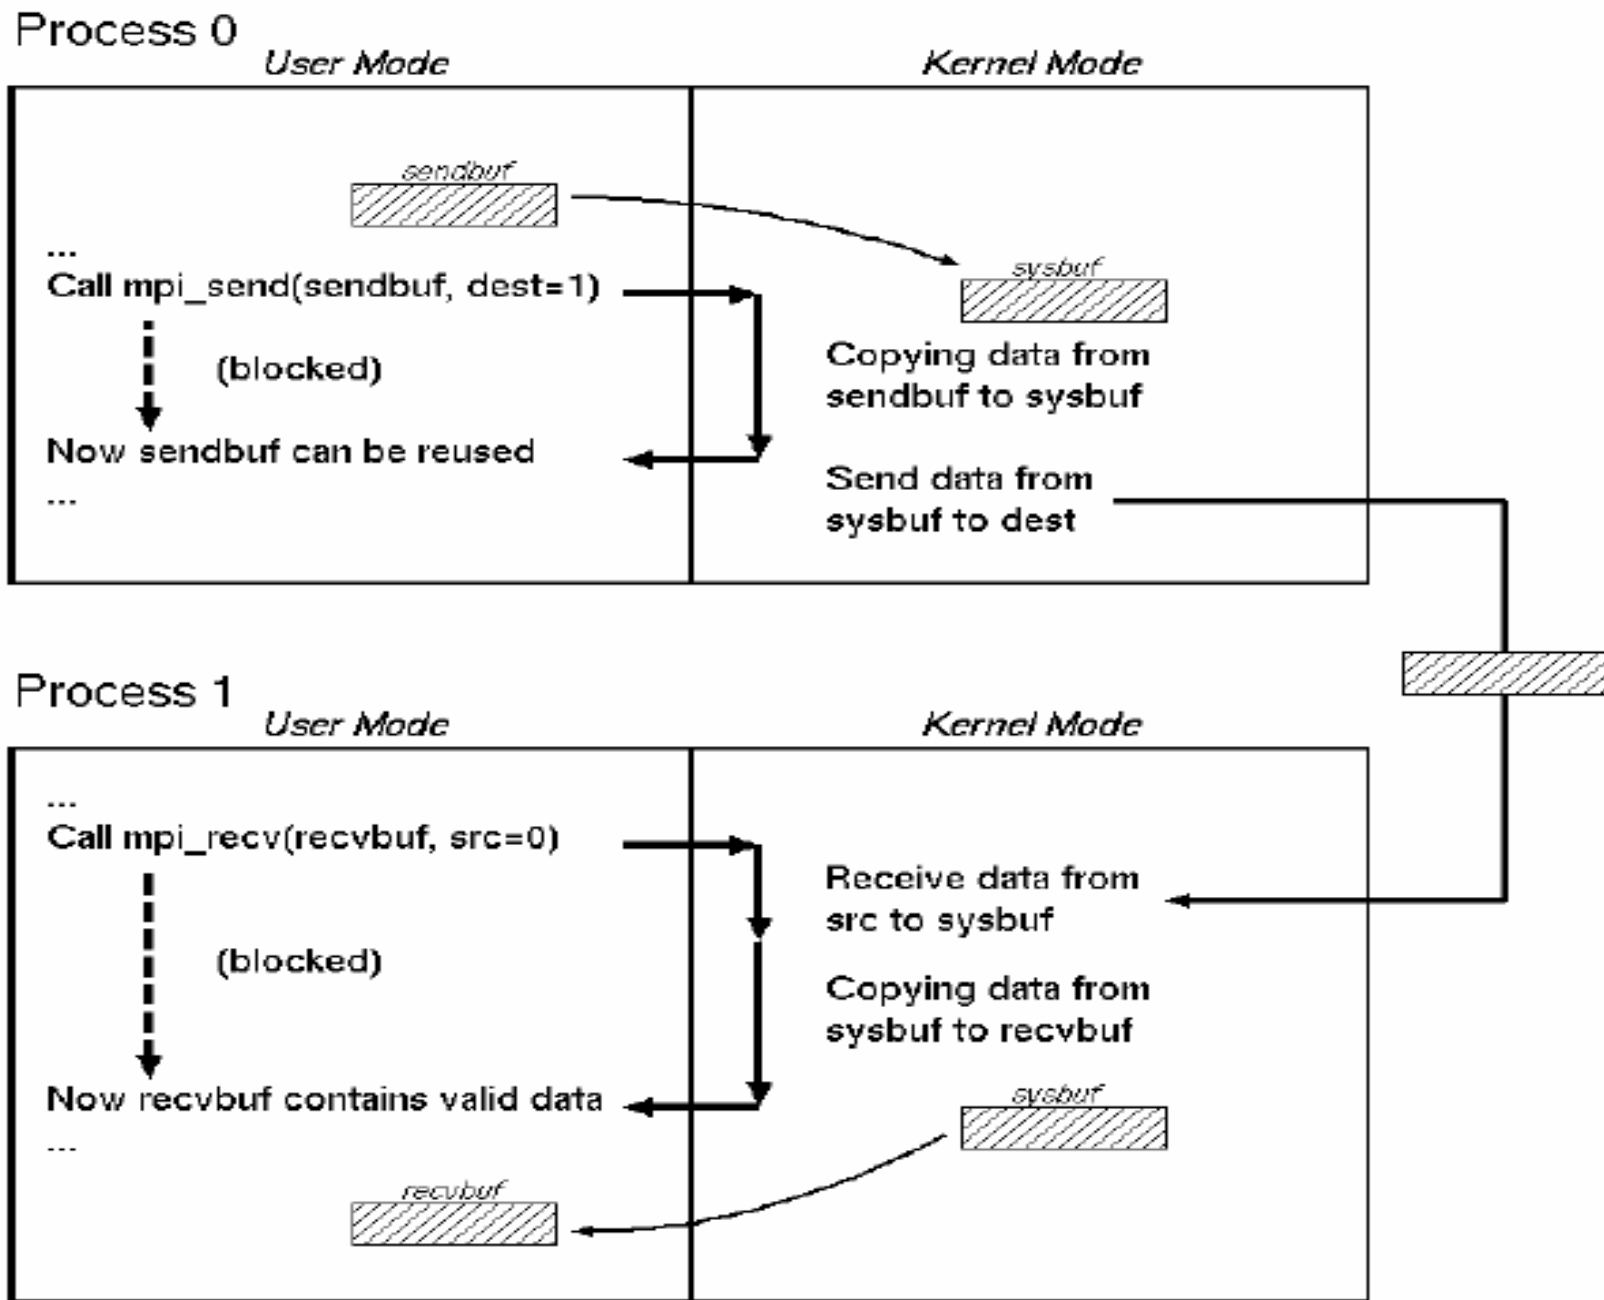 Process 0
User Mode
Kernel Mode
sendbuf
...
Call mpi_send(sendbuf, dest=1)
sysbuf
(blocked)
Copying data from
sendbuf to sysbuf
Now sendbuf can be reused
...
Send data from
sysbuf to dest
Process 1
User Mode
Kernel Mode
...
Call mpi_recv(recvbuf, src=0)
Receive data from
src to sysbuf
(blocked)
Copying data from
sysbuf to recvbuf
Now recvbuf contains valid data
...
sysbuf
recvbuf